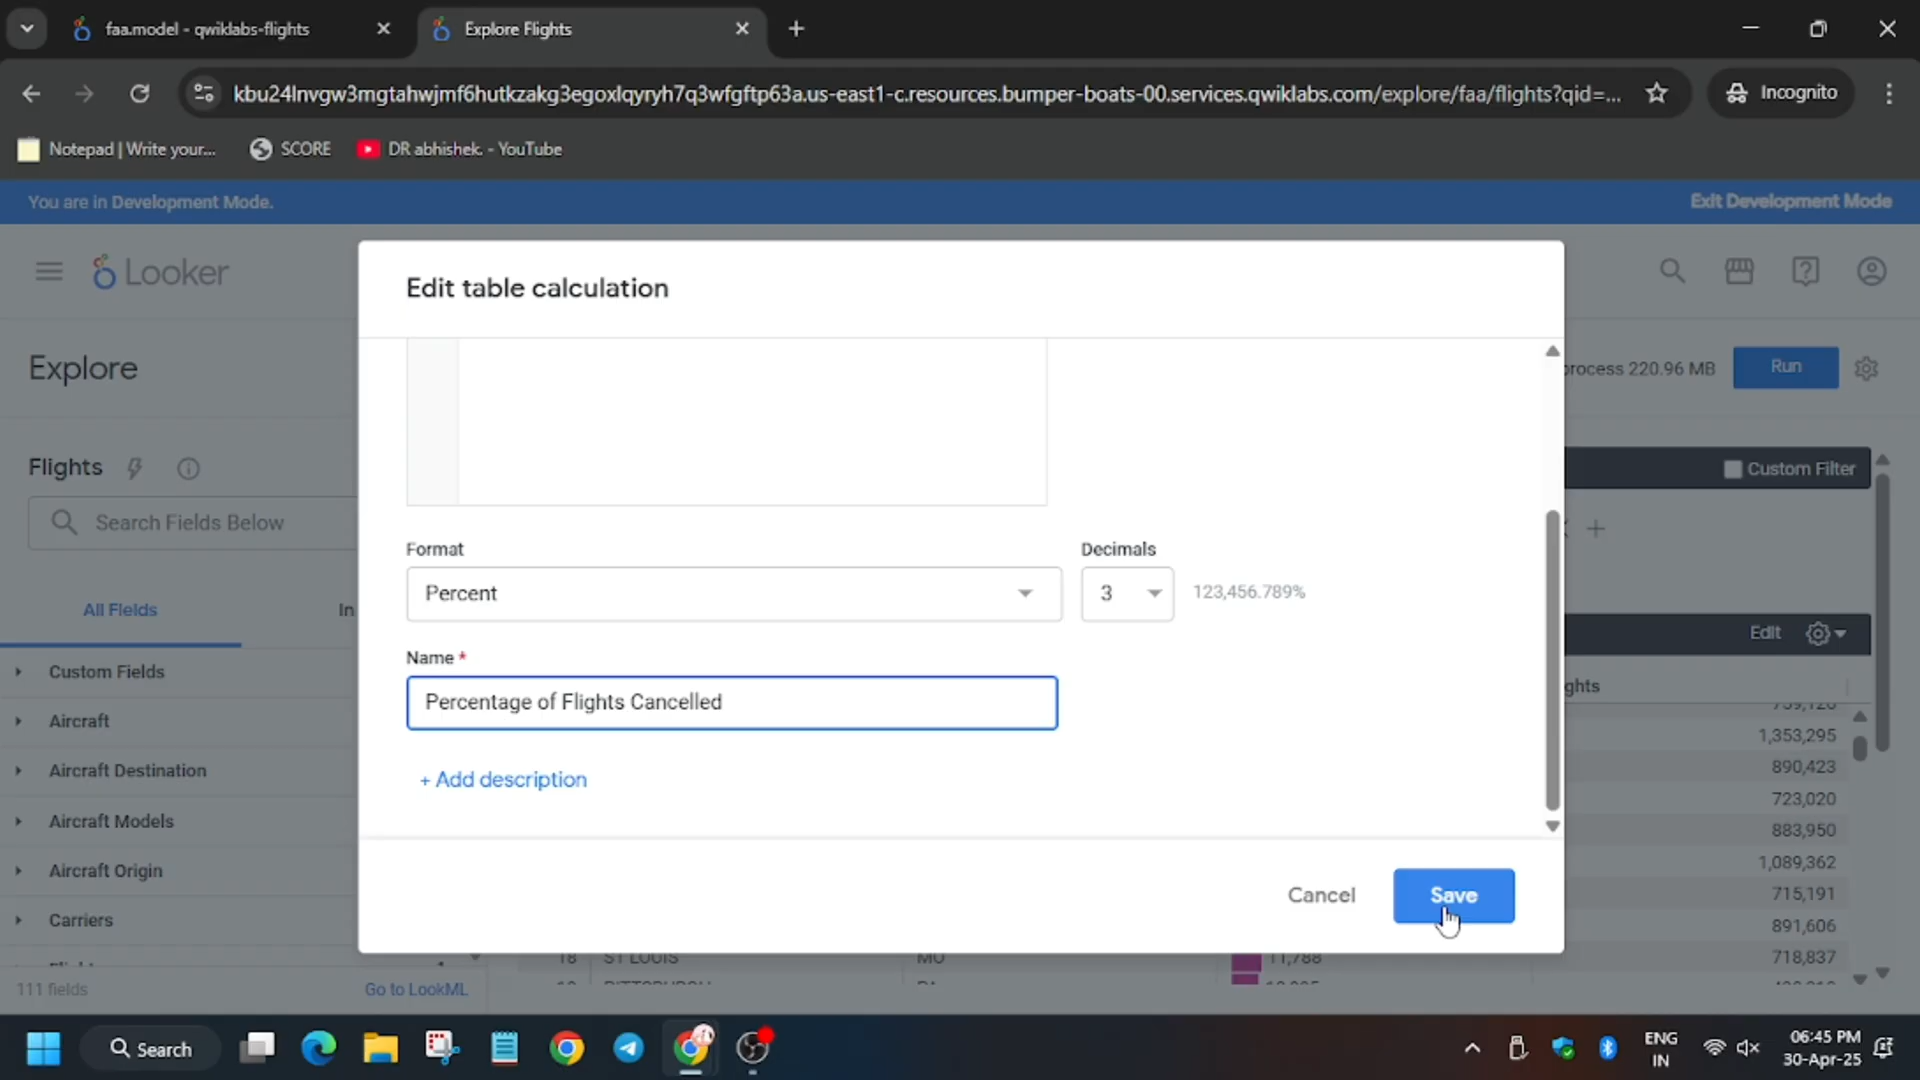 faa.model - qwiklabs-flights
Explore Flights
kbu24lnvgw3mgtahwjmf6hutkzakg3egoxlqyryh7q3wfgftp63a.us-east1-c.resources.bumper-boats-00.services.qwiklabs.com/explore/faa/flights?qid=...
Incognito
Notepad | Write your...
SCORE
DR abhishek. - YouTube
You are in Development Mode.
Exit Development Mode
Looker
Edit table calculation
Explore
process 220.96 MB
Run
Flights
Custom Filter
Search Fields Below
Format
Decimals
Percent
3
123,456.789%
All Fields
In
Edit
Name *
Custom Fields
ghts
Percentage of Flights Cancelled
Aircraft
1,353,295
Aircraft Destination
890,423
+ Add description
723,020
Aircraft Models
883,950
Aircraft Origin
1,089,362
Cancel
Save
715,191
Carriers
891,606
18
ST LOUIS
MO
11,788
718,837
111 fields
Go to LookML
Search
ENG
IN
06:45 PM
30-Apr-25